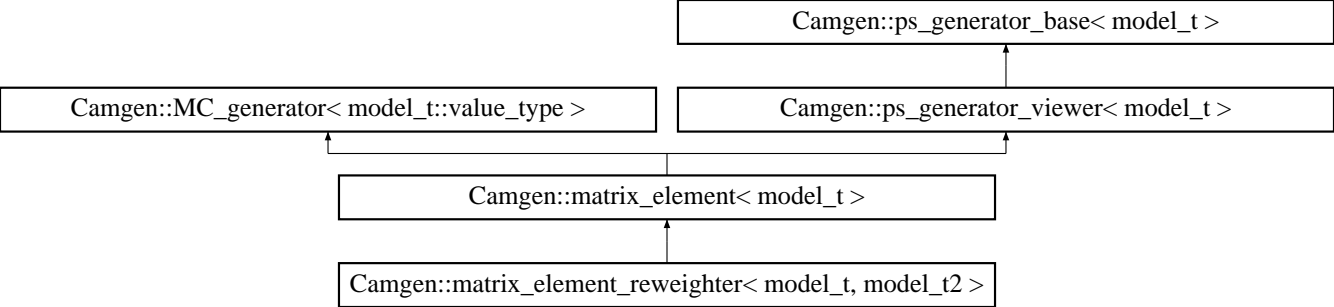 Camgen::ps_generator_base< model_t >
Camgen::MC_generator< model_t::value_type >
Camgen::ps_generator_viewer< model_t >
Camgen::matrix_element< model_t >
Camgen::matrix_element_reweighter< model_t, model_t2 >